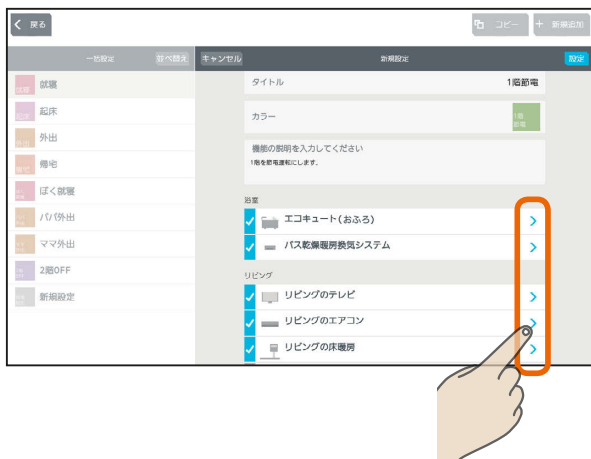 戻る
コピー
新規追加
一括設定
並べ替え
キャンセル
新規設定
設定
就寝
起床
外出
帰宅
ぼく就寝
パパ外出
ママ外出
2階OFF
新規設定
タイトル
1階節電
カラー
1階
節電
機能の説明を入力してください
1階を節電運転にします。
浴室
エコキュート(おふろ)
バス乾燥暖房換気システム
リビング
リビングのテレビ
リビングのエアコン
リビングの床暖房